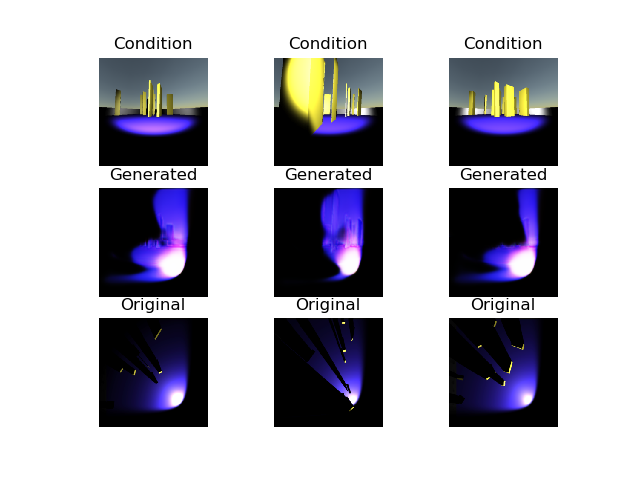 Condition Condition Condition
Generated Generated Generated
Original Original Original